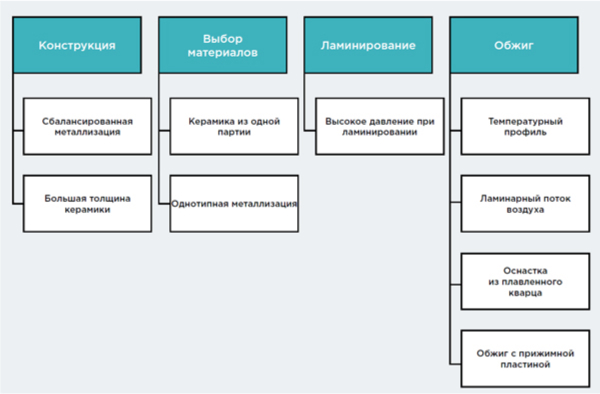 Конструкция
Сбалансированная
металлизация
Большая толщина
керамики
Выбор
материалов
Керамика из одной
партии
Однотипная металлизация
Ламинирование
Высокое давление при
ламинировании
Обжиг
Температурный
профиль
Ламинарный поток
воздуха
Оснастка
из плавленного
кварца
Обжиг с прижимной
пластиной